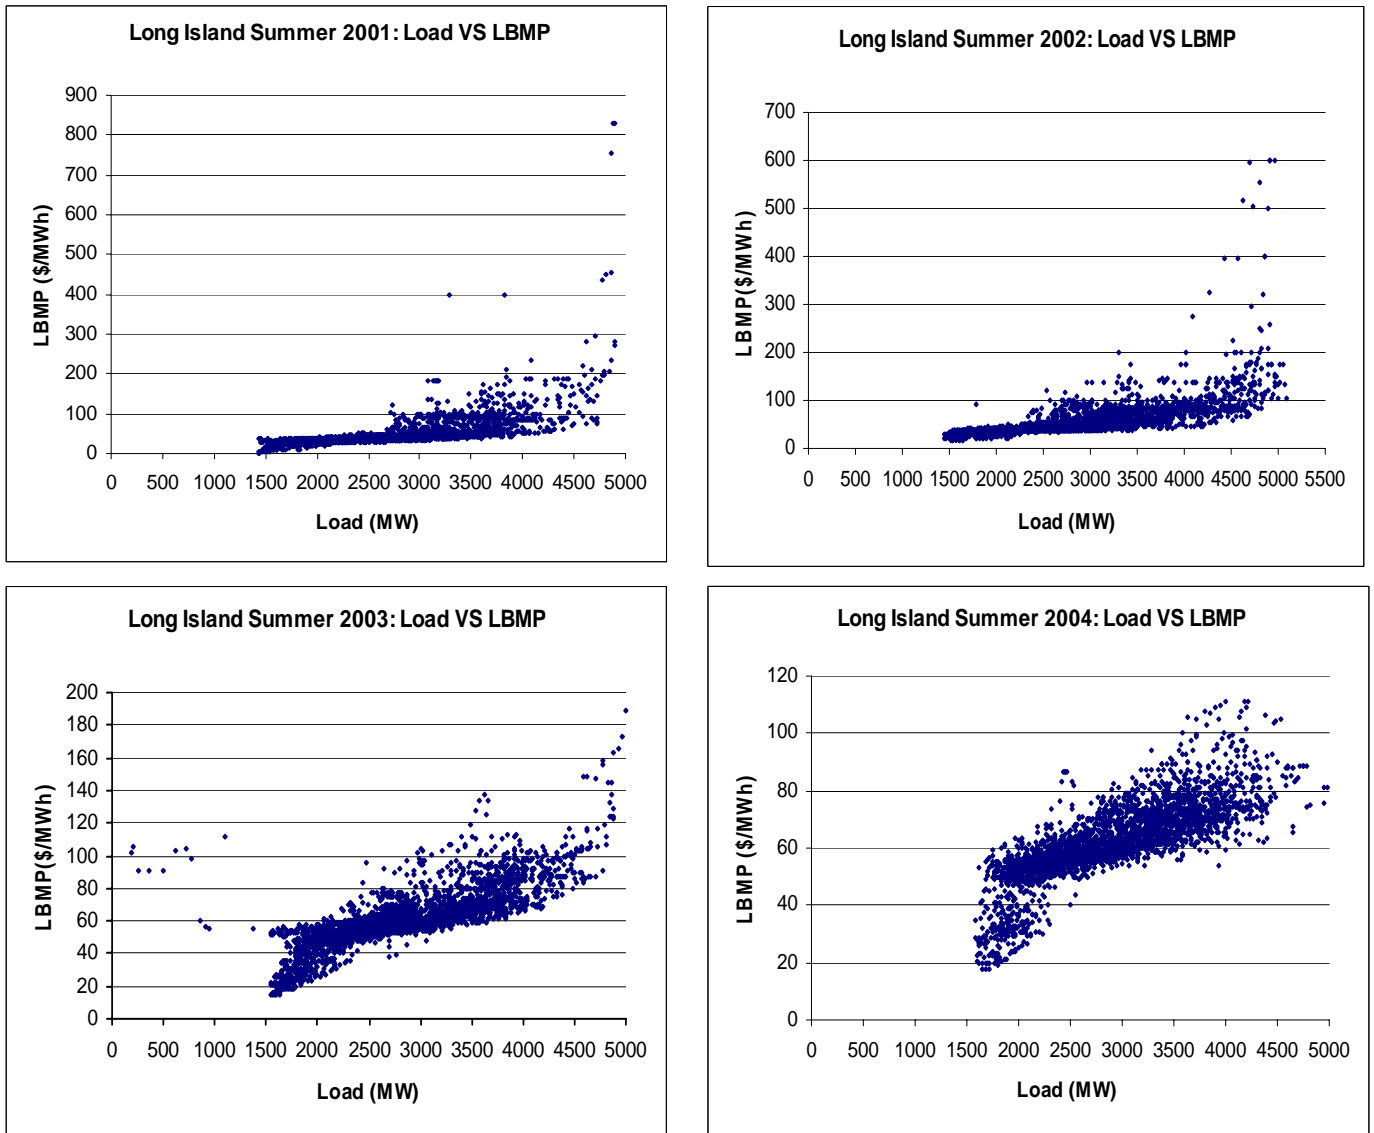 Long Island Summer 2001: Load VS LBMP
900
800
700
600
500
400
300
200
100
0
LBMP ($/MWh)
0 500 1000 1500 2000 2500 3000 3500 4000 4500 5000
Load (MW)
Long Island Summer 2002: Load VS LBMP
700
600
500
400
300
200
100
0
LBMP($/MWh)
0 500 1000 1500 2000 2500 3000 3500 4000 4500 5000 5500
Load (MW)
Long Island Summer 2003: Load VS LBMP
200
180
160
140
120
100
80
60
40
20
0
LBMP($/MWh)
0 500 1000 1500 2000 2500 3000 3500 4000 4500 5000
Load (MW)
Long Island Summer 2004: Load VS LBMP
120
100
80
60
40
20
0
LBMP ($/MWh)
0 500 1000 1500 2000 2500 3000 3500 4000 4500 5000
Load (MW)